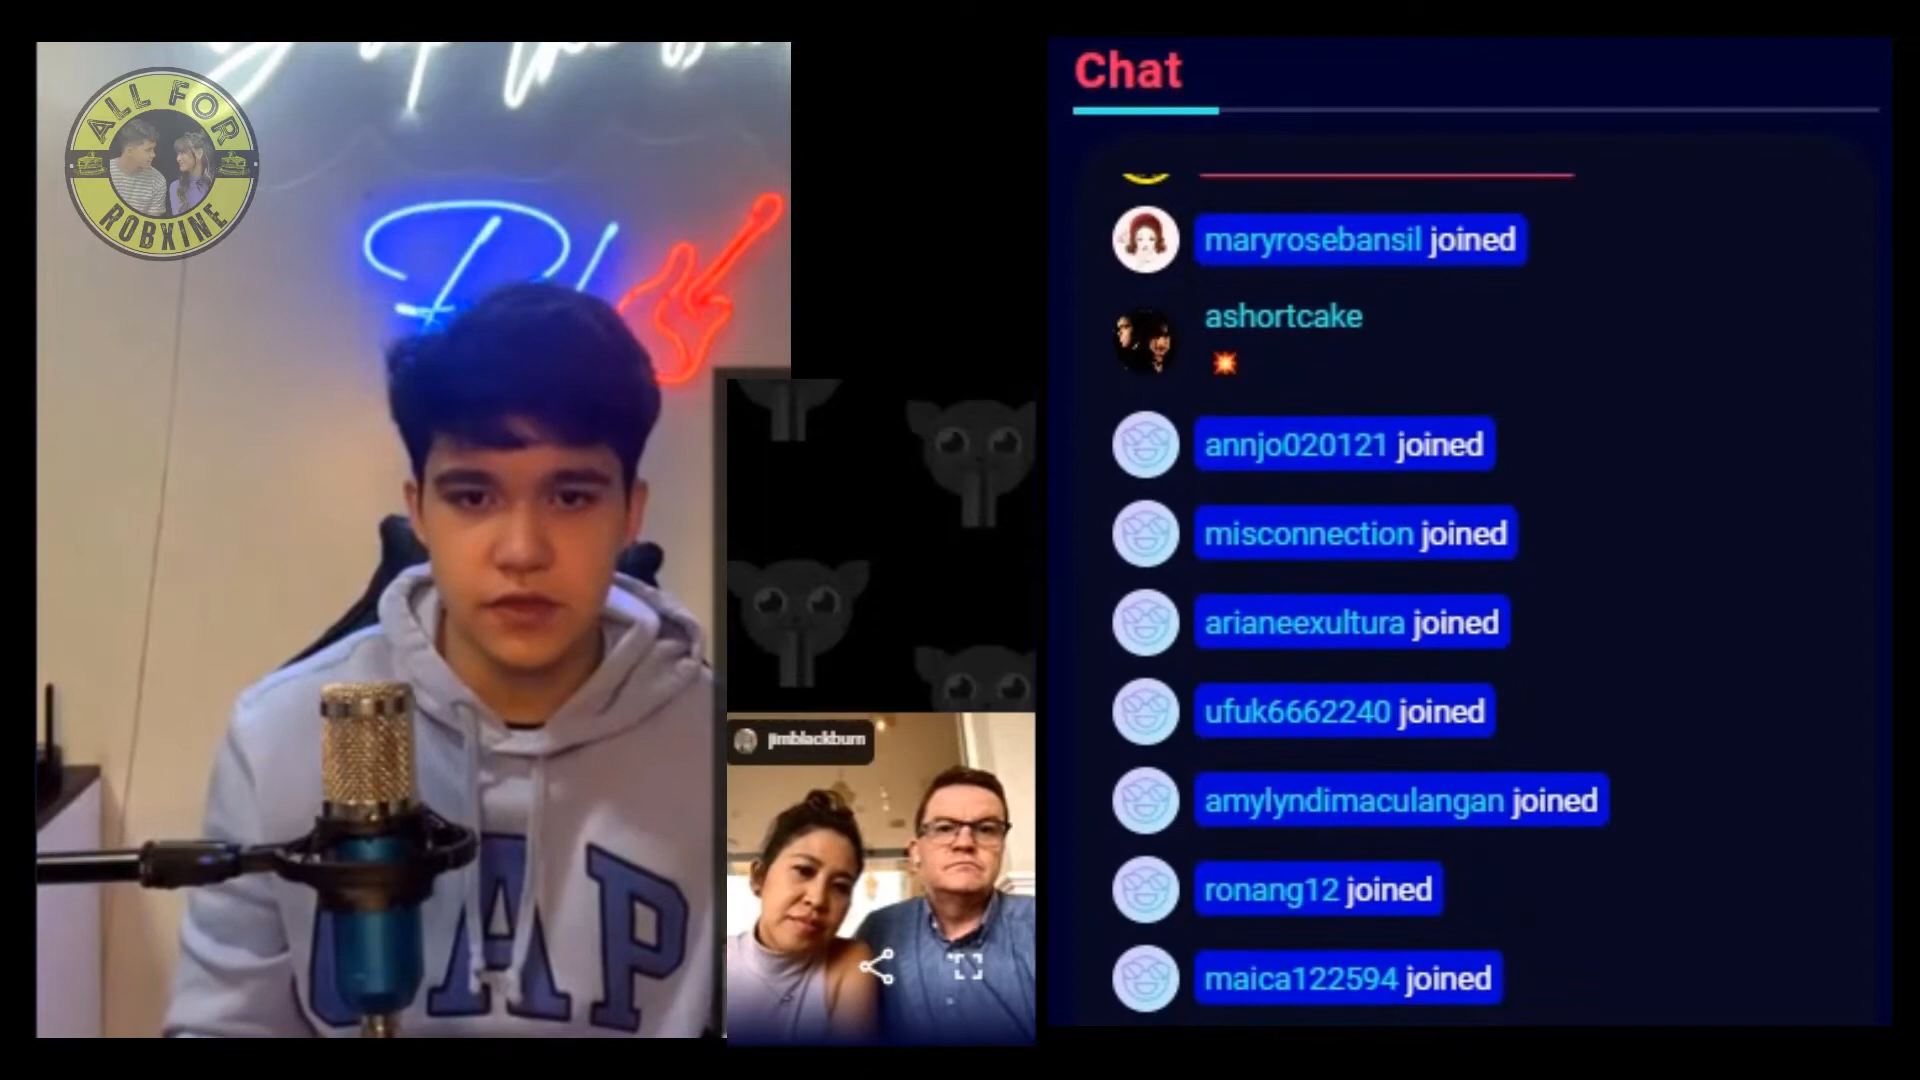 ALL FOR
ROBXINE
GAP
jimblackburn
Chat
maryrosebansil joined
ashortcake
annjo020121 joined
misconnection joined
arianeexultura joined
ufuk6662240 joined
amylyndimaculangan joined
ronang12 joined
maica122594 joined